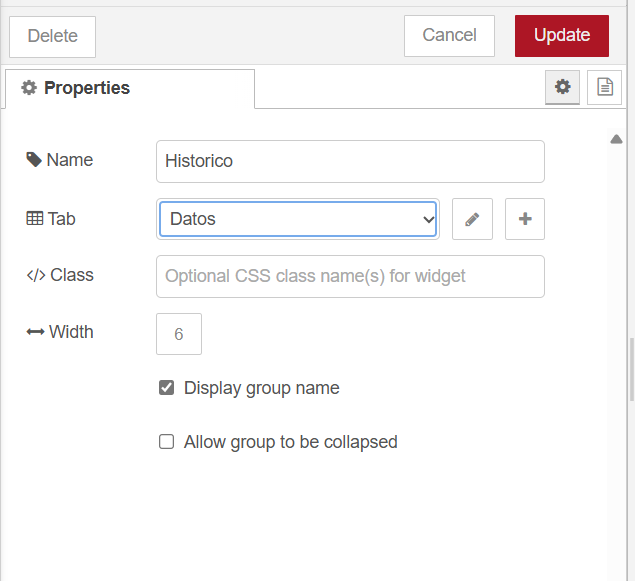 Delete
Cancel
Update
Properties
Name
Historico
Tab
Datos
</> Class
Optional CSS class name(s) for widget
Width
6
Display group name
Allow group to be collapsed